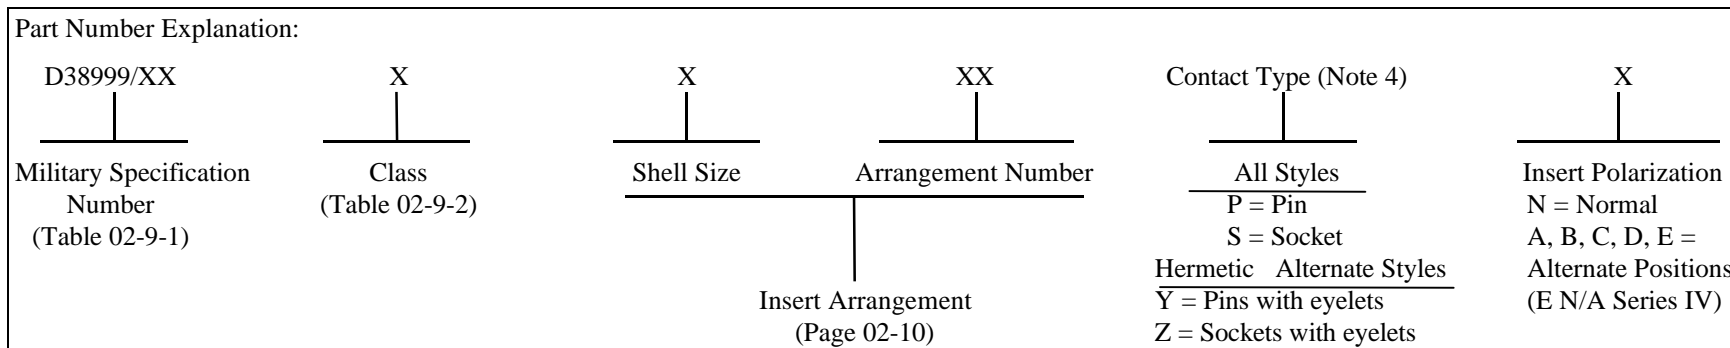 Part Number Explanation:
D38999/XX X X XX Contact Type (Note 4) X
Military Specification Class Shell Size Arrangement Number All Styles Insert Polarization
Number (Table 02-9-2) P = Pin N = Normal
(Table 02-9-1) S = Socket A, B, C, D, E =
Hermetic Alternate Styles Alternate Positions
Insert Arrangement Y = Pins with eyelets (E N/A Series IV)
(Page 02-10) Z = Sockets with eyelets